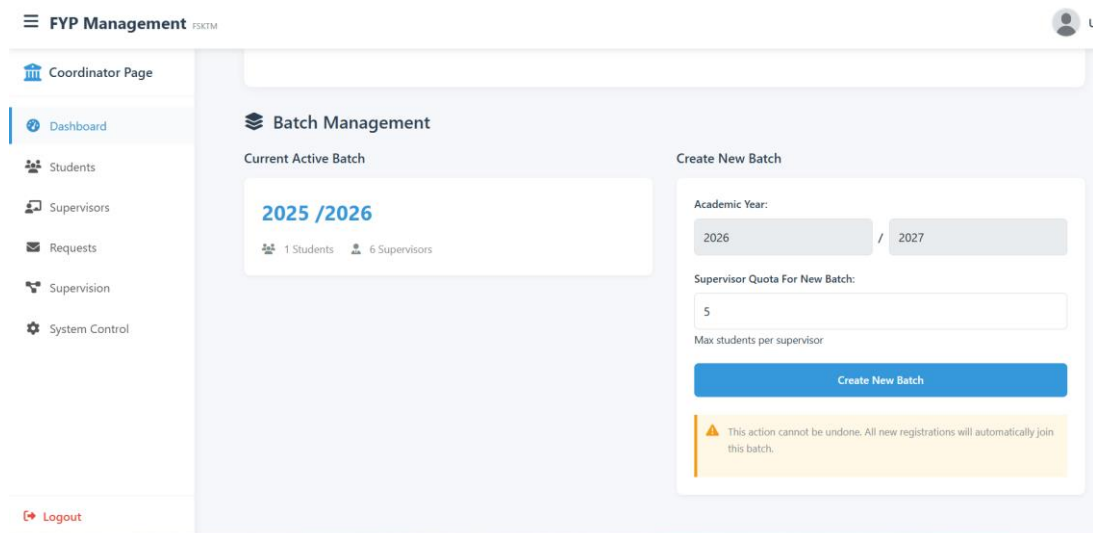 FYP Management FSKTM
U
Coordinator Page
Dashboard
Students
Supervisors
Requests
Supervision
System Control
Logout
Batch Management
Current Active Batch
2025 /2026
1 Students 6 Supervisors
Create New Batch
Academic Year:
2026 / 2027
Supervisor Quota For New Batch:
5
Max students per supervisor
Create New Batch
This action cannot be undone. All new registrations will automatically join
this batch.